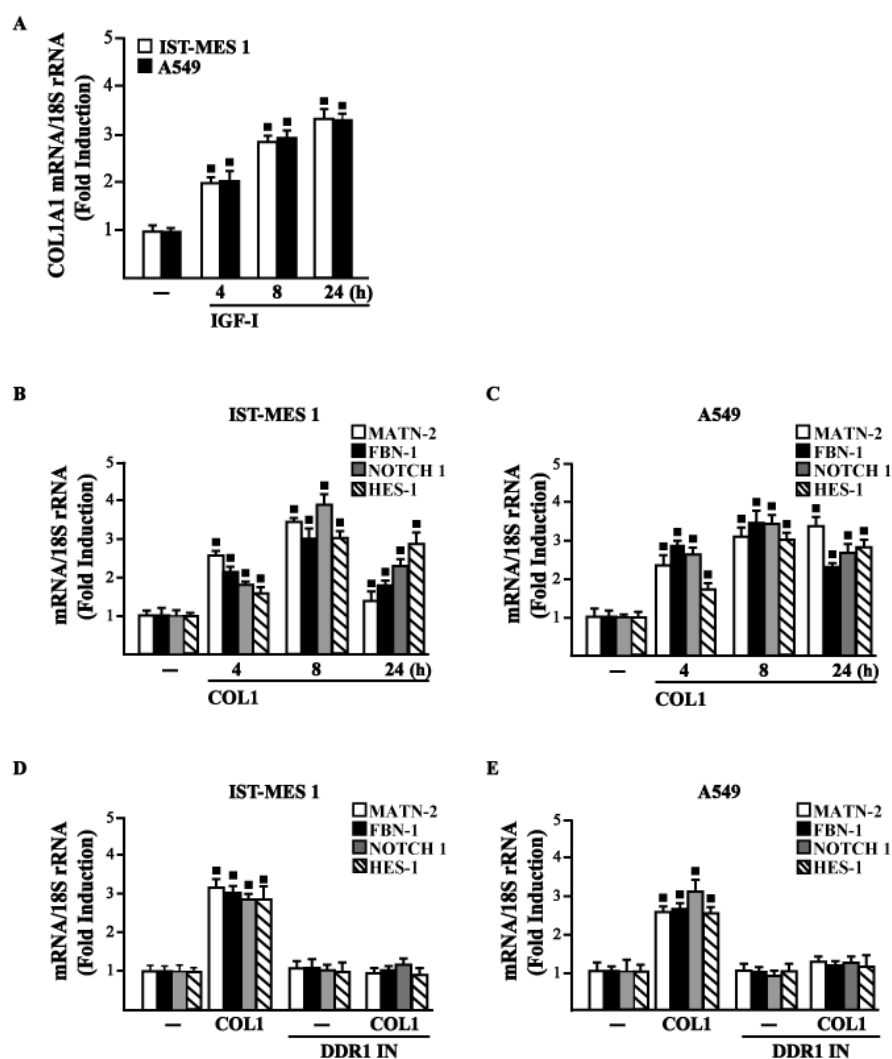 A
COL1A1 mRNA/18S rRNA
(Fold Induction)
5
4
3
2
1
IST-MES 1
A549
— 4 8 24 (h)
IGF-I
B
IST-MES 1
mRNA/18S rRNA
(Fold Induction)
5
4
3
2
1
MATN-2
FBN-1
NOTCH 1
HES-1
— 4 8 24 (h)
COL1
C
A549
mRNA/18S rRNA
(Fold Induction)
5
4
3
2
1
MATN-2
FBN-1
NOTCH 1
HES-1
— 4 8 24 (h)
COL1
D
IST-MES 1
mRNA/18S rRNA
(Fold Induction)
5
4
3
2
1
MATN-2
FBN-1
NOTCH 1
HES-1
— COL1 — COL1
DDR1 IN
E
A549
mRNA/18S rRNA
(Fold Induction)
5
4
3
2
1
MATN-2
FBN-1
NOTCH 1
HES-1
— COL1 — COL1
DDR1 IN